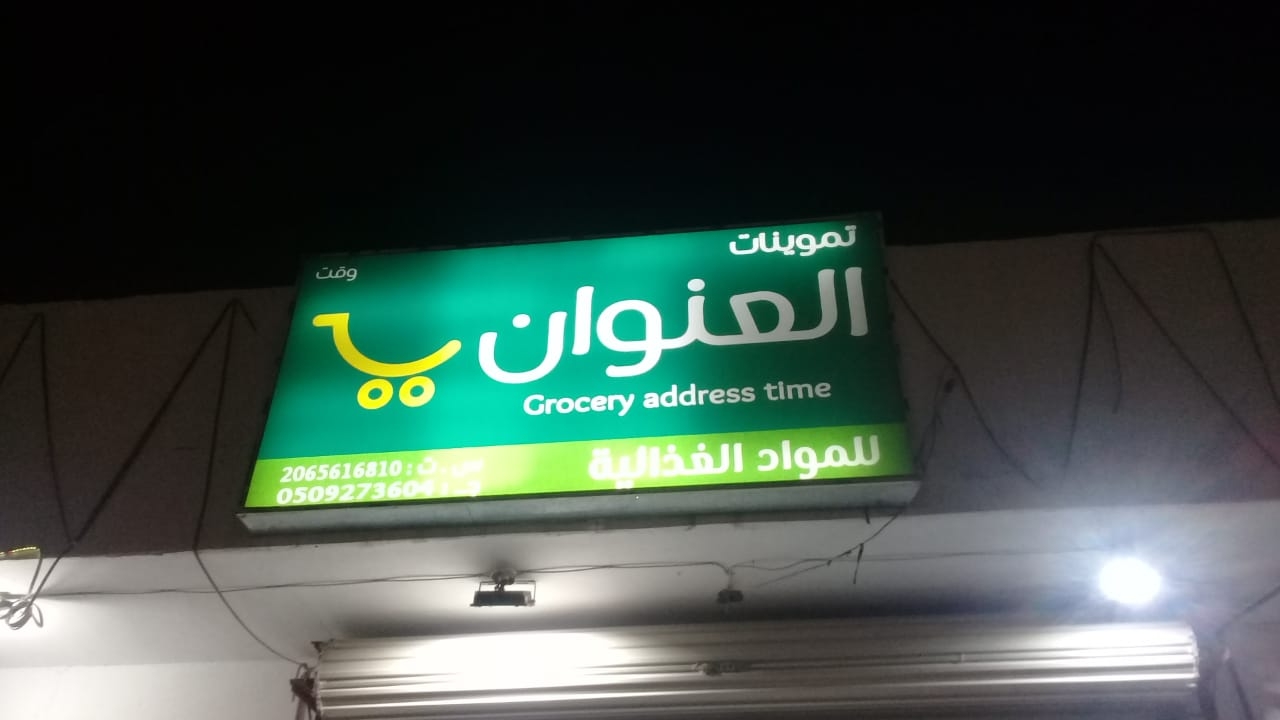 تموينات
وقت
العنوان
Grocery address time
للمواد الغذائية
س.ت : 2065616810
ج : 0509273604